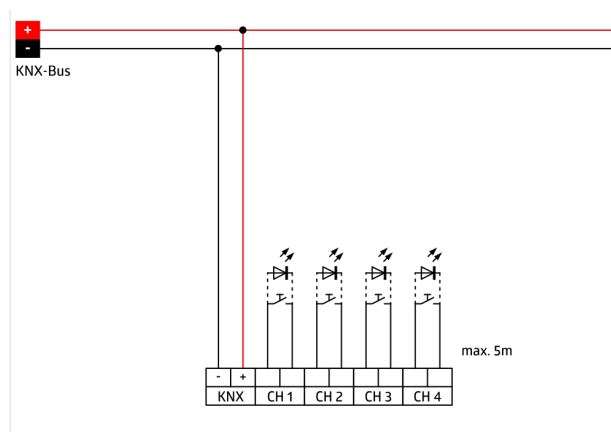 +
-
KNX-Bus
max. 5m
- +
KNX CH 1 CH 2 CH 3 CH 4